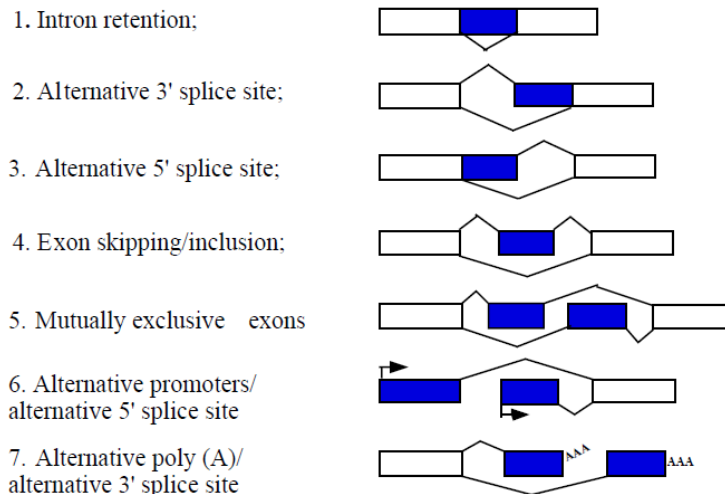 1. Intron retention;
2. Alternative 3' splice site;
3. Alternative 5' splice site;
4. Exon skipping/inclusion;
5. Mutually exclusive exons
6. Alternative promoters/
alternative 5' splice site
7. Alternative poly (A)/
alternative 3' splice site
AAA
AAA